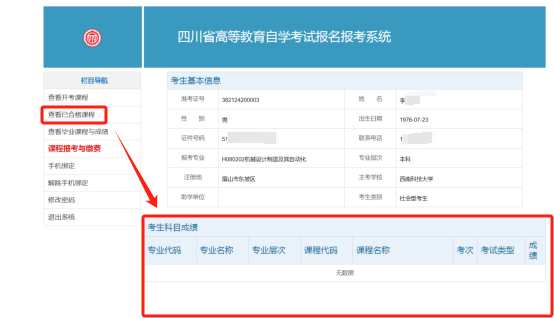 四川省高等教育自学考试报名报考系统
栏目导航
查看开考课程
查看已合格课程
查看毕业课程与成绩
课程报考与缴费
手机绑定
解除手机绑定
修改密码
退出系统
考生基本信息
准考证号 382124200003 姓 名 李
性 别 男 出生日期 1976-07-23
证件号码 51 联系电话 1
报考专业 H080202机械设计制造及其自动化 专业层次 本科
注册地 眉山市东坡区 主考学校 西南科技大学
助学单位 考生类别 社会型考生
考生科目成绩
专业代码 专业名称 专业层次 课程代码 课程名称 考次 考试类型 成绩
无数据